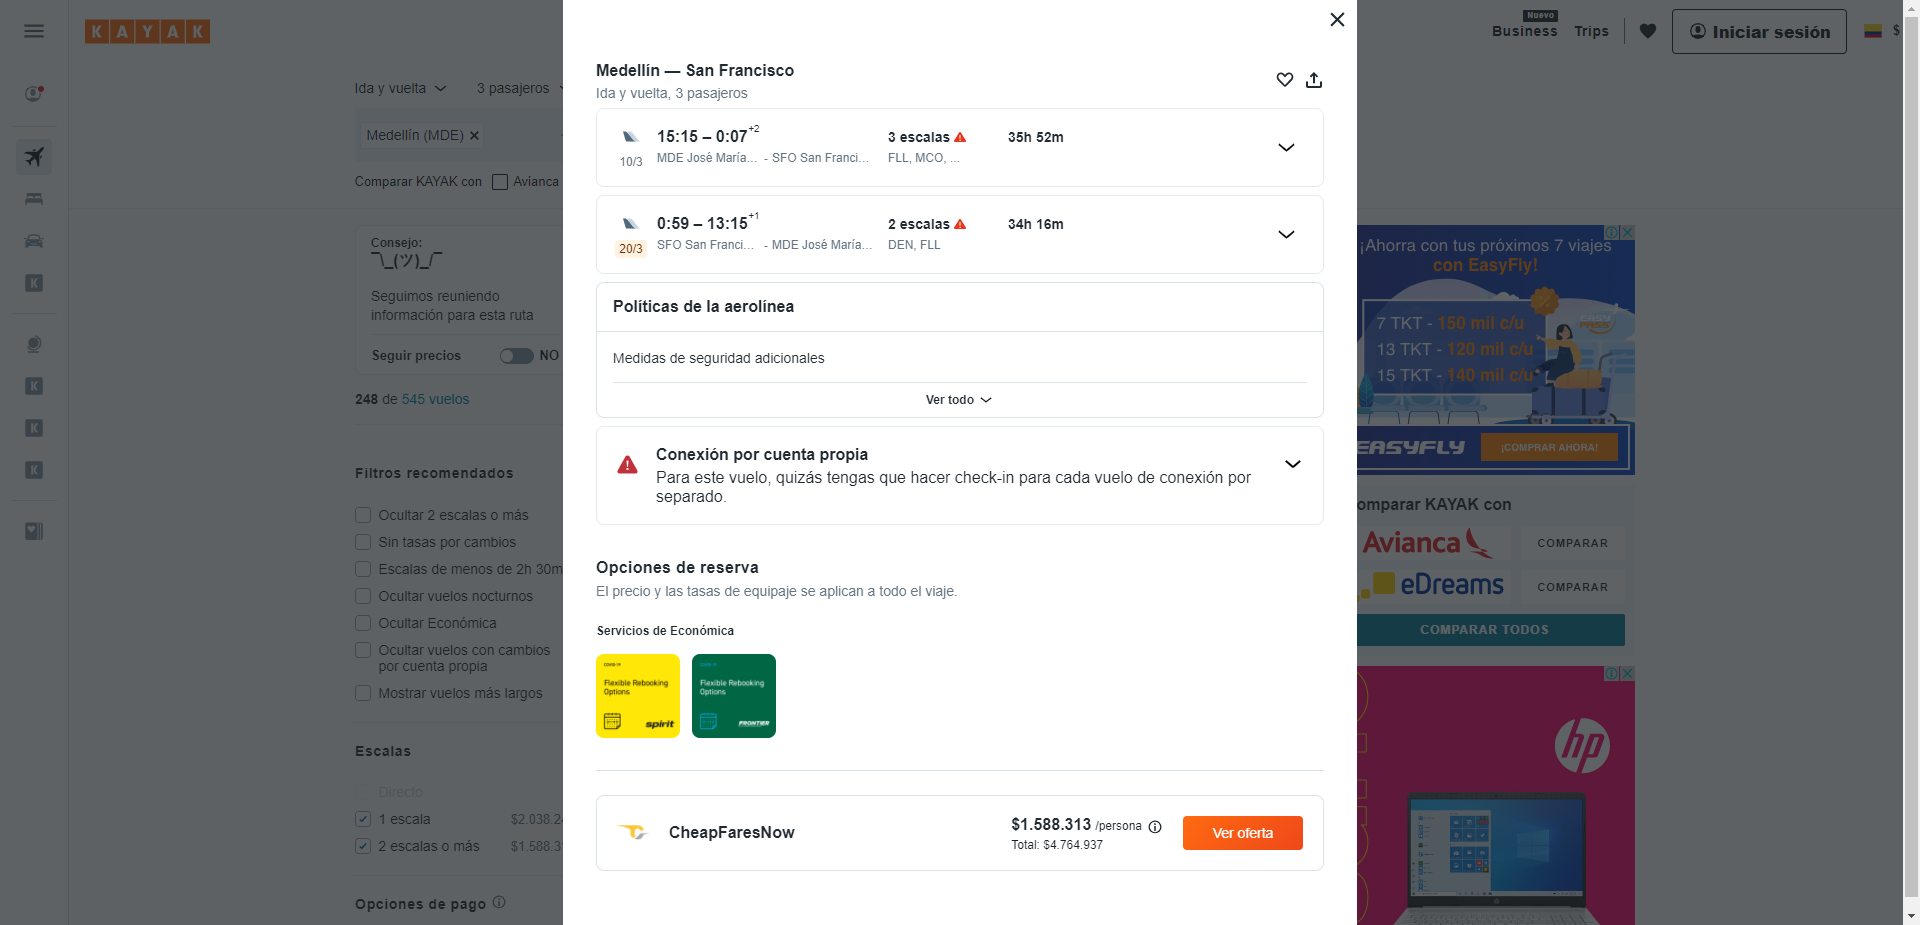 KAYAK
Nuevo
Business
Trips
Iniciar sesión
$
Ida y vuelta
3 pasajeros
Medellín (MDE)
Comparar KAYAK con
Avianca
Consejo:
¯\_(ツ)_/¯
Seguimos reuniendo
información para esta ruta
Seguir precios
NO
248 de 545 vuelos
Filtros recomendados
Ocultar 2 escalas o más
Sin tasas por cambios
Escalas de menos de 2h 30m
Ocultar vuelos nocturnos
Ocultar Económica
Ocultar vuelos con cambios
por cuenta propia
Mostrar vuelos más largos
Escalas
Directo
1 escala
$2.038.2
2 escalas o más
$1.588.3
Opciones de pago
Medellín — San Francisco
Ida y vuelta, 3 pasajeros
15:15 – 0:07+2
3 escalas
35h 52m
10/3
MDE José María... - SFO San Franci...
FLL, MCO, ...
0:59 – 13:15+1
2 escalas
34h 16m
20/3
SFO San Franci... - MDE José María...
DEN, FLL
Políticas de la aerolínea
Medidas de seguridad adicionales
Ver todo
Conexión por cuenta propia
Para este vuelo, quizás tengas que hacer check-in para cada vuelo de conexión por
separado.
Opciones de reserva
El precio y las tasas de equipaje se aplican a todo el viaje.
Servicios de Económica
COVID-19
Flexible Rebooking
Options
spirit
COVID-19
Flexible Rebooking
Options
FRONTIER
CheapFaresNow
$1.588.313 /persona
Total: $4.764.937
Ver oferta
¡Ahorra con tus próximos 7 viajes
con EasyFly!
7 TKT - 150 mil c/u
13 TKT - 120 mil c/u
15 TKT - 140 mil c/u
EASY
PASS
EASYFLY
¡COMPRAR AHORA!
omparar KAYAK con
Avianca
COMPARAR
eDreams
COMPARAR
COMPARAR TODOS
hp